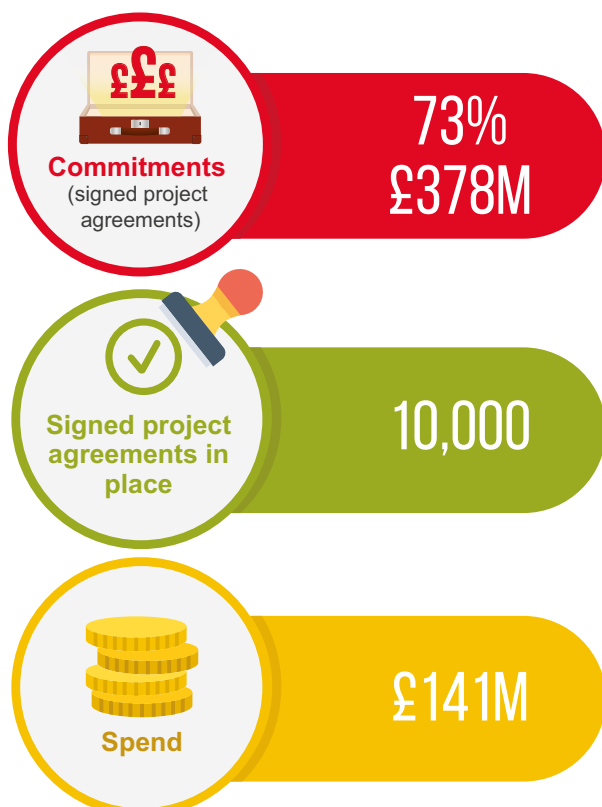 £££
Commitments
(signed project
agreements)
73%
£378M
Signed project
agreements in
place
10,000
Spend
£141M